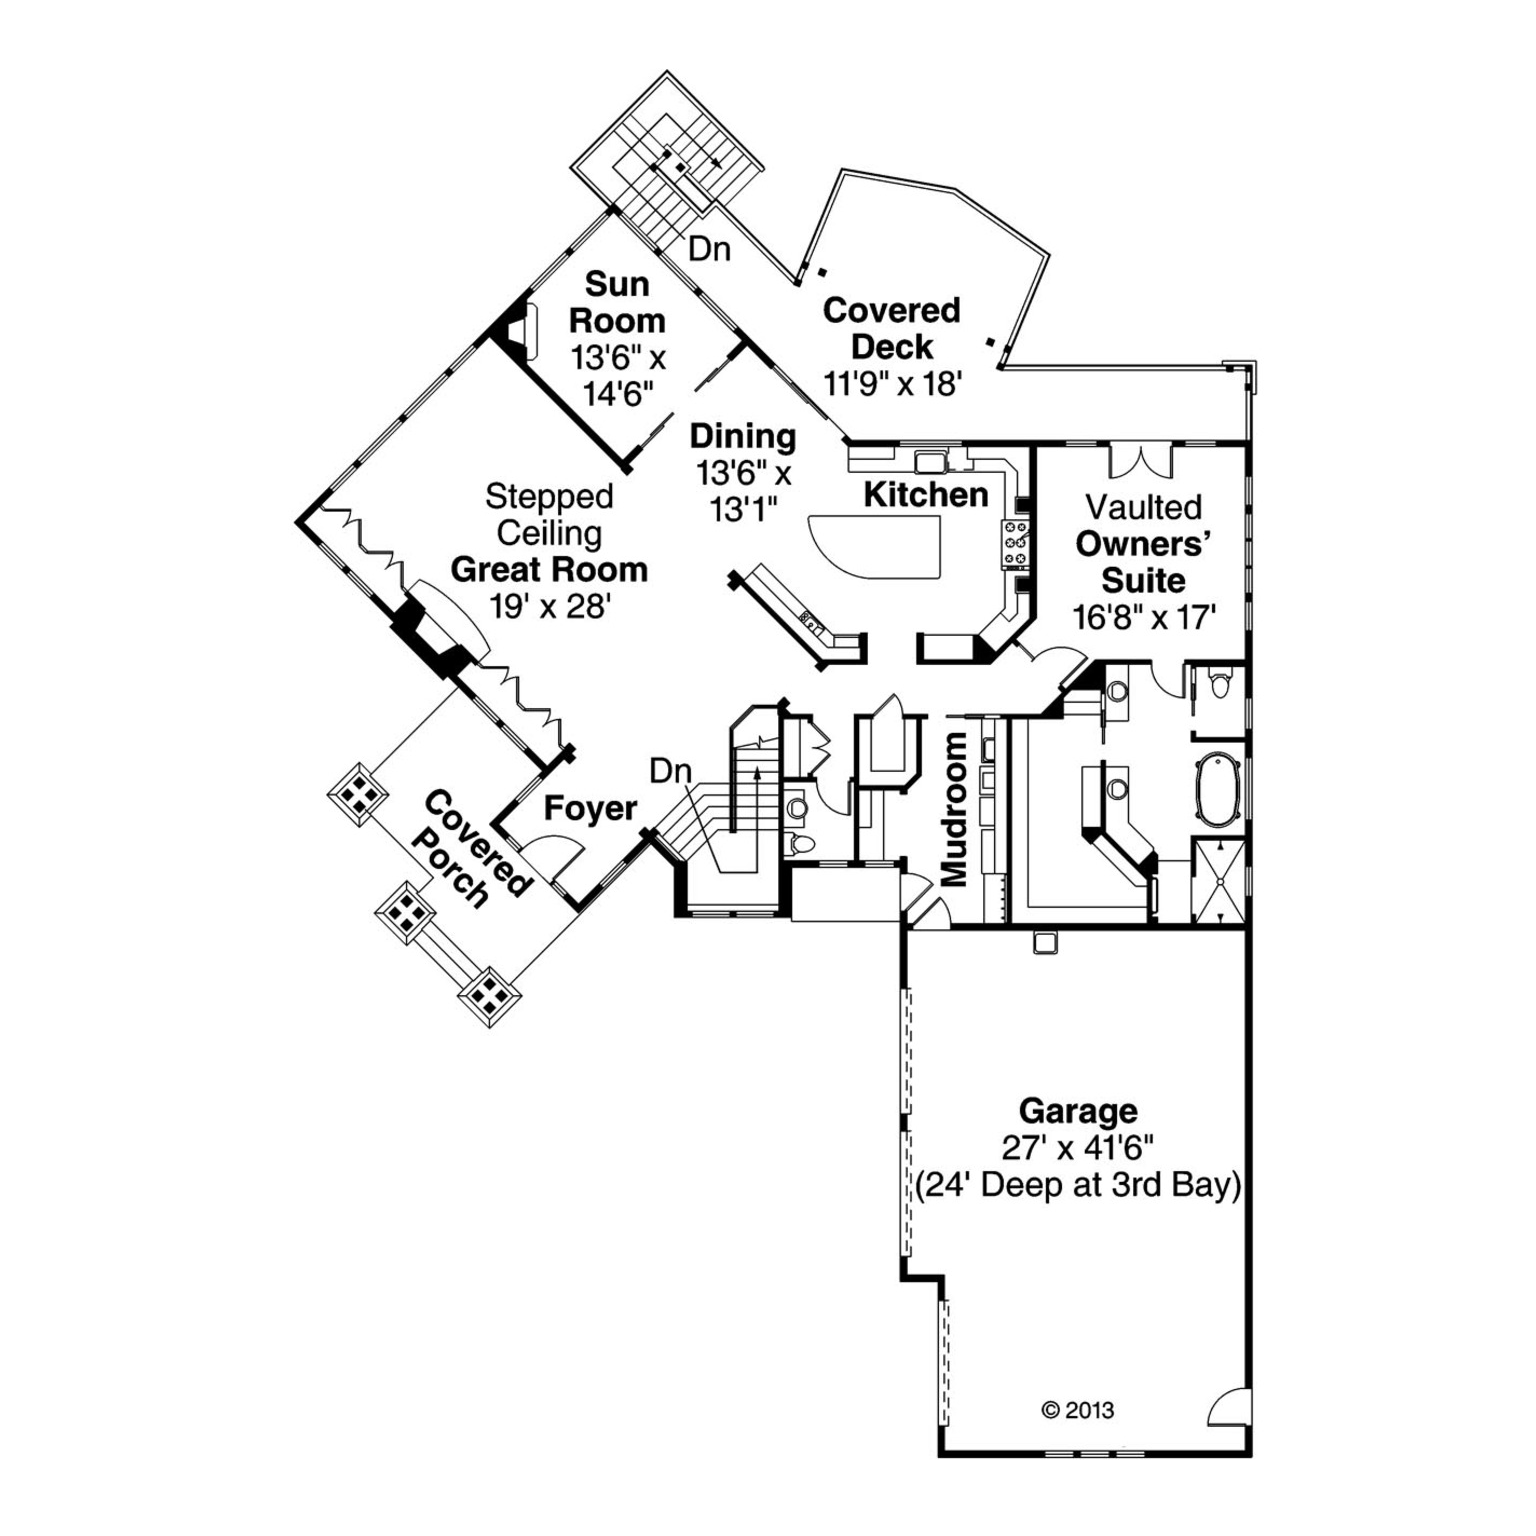 Dn
Sun
Room
13'6" x
14'6"
Covered
Deck
11'9" x 18'
Dining
13'6" x
13'1"
Kitchen
Stepped
Ceiling
Great Room
19' x 28'
Vaulted
Owners'
Suite
16'8" x 17'
Dn
Foyer
Covered
Porch
Mudroom
Garage
27' x 41'6"
(24' Deep at 3rd Bay)
© 2013